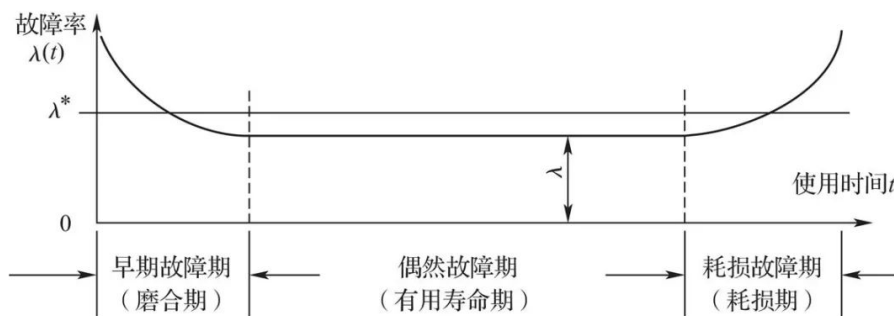 故障率
λ(t)
λ*
λ
使用时间t
0
早期故障期
（磨合期）
偶然故障期
（有用寿命期）
耗损故障期
（耗损期）